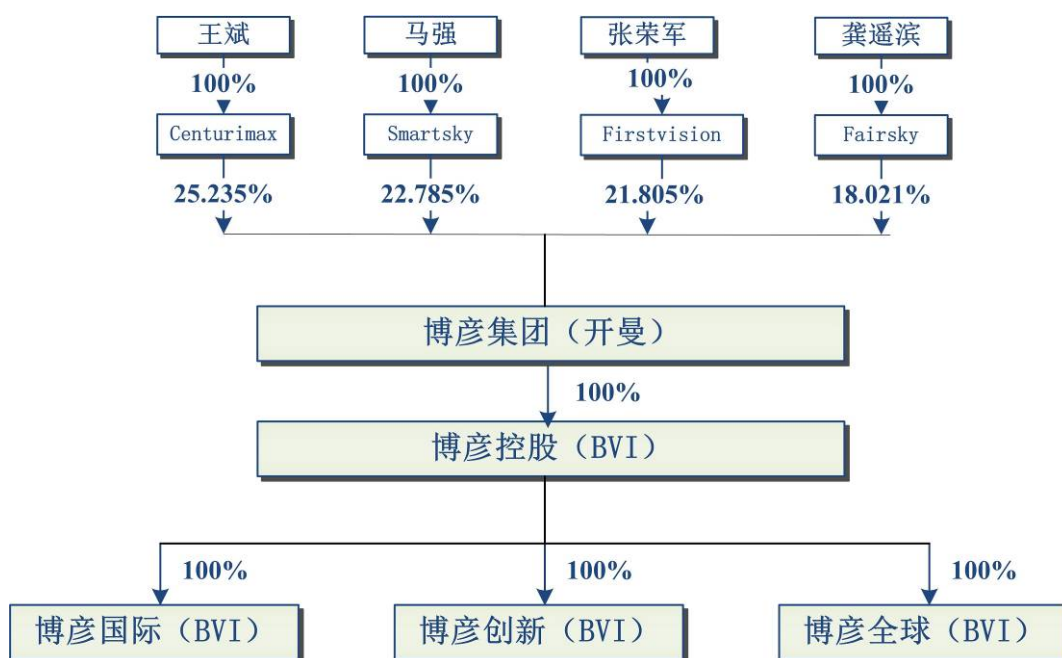 王斌
马强
张荣军
龚遥滨
100%
100%
100%
100%
Centurimax
Smartsky
Firstvision
Fairsky
25.235%
22.785%
21.805%
18.021%
博彦集团（开曼）
100%
博彦控股（BVI）
100%
100%
100%
博彦国际（BVI）
博彦创新（BVI）
博彦全球（BVI）